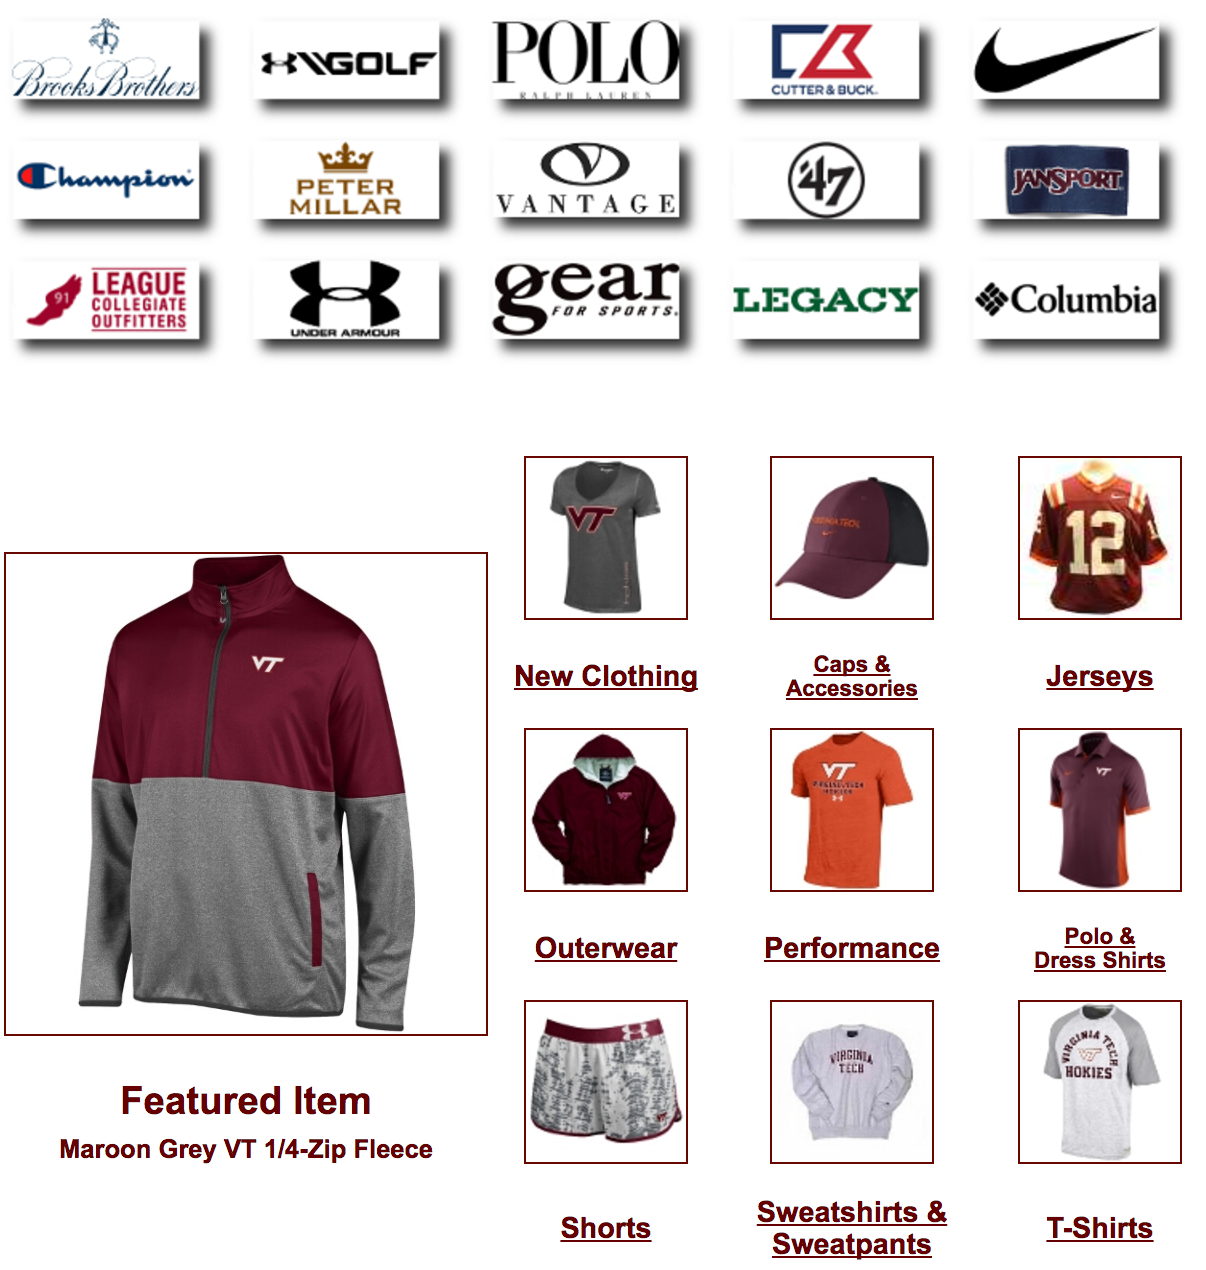 Brooks Brothers
GOLF
POLO
RALPH LAUREN
CUTTER & BUCK
Champion
PETER
MILLAR
VANTAGE
'47
JANSPORT
91
LEAGUE
COLLEGIATE
OUTFITTERS
UNDER ARMOUR
gear
FOR SPORTS.
LEGACY
Columbia
VT
VT
VIRGINIA TECH
12
New Clothing
Caps &
Accessories
Jerseys
VT
VT
VIRGINIA TECH
HOKIES
VT
Outerwear
Performance
Polo &
Dress Shirts
VT
VIRGINIA
TECH
VIRGINIA TECH
VT
HOKIES
Featured Item
Maroon Grey VT 1/4-Zip Fleece
Shorts
Sweatshirts &
Sweatpants
T-Shirts